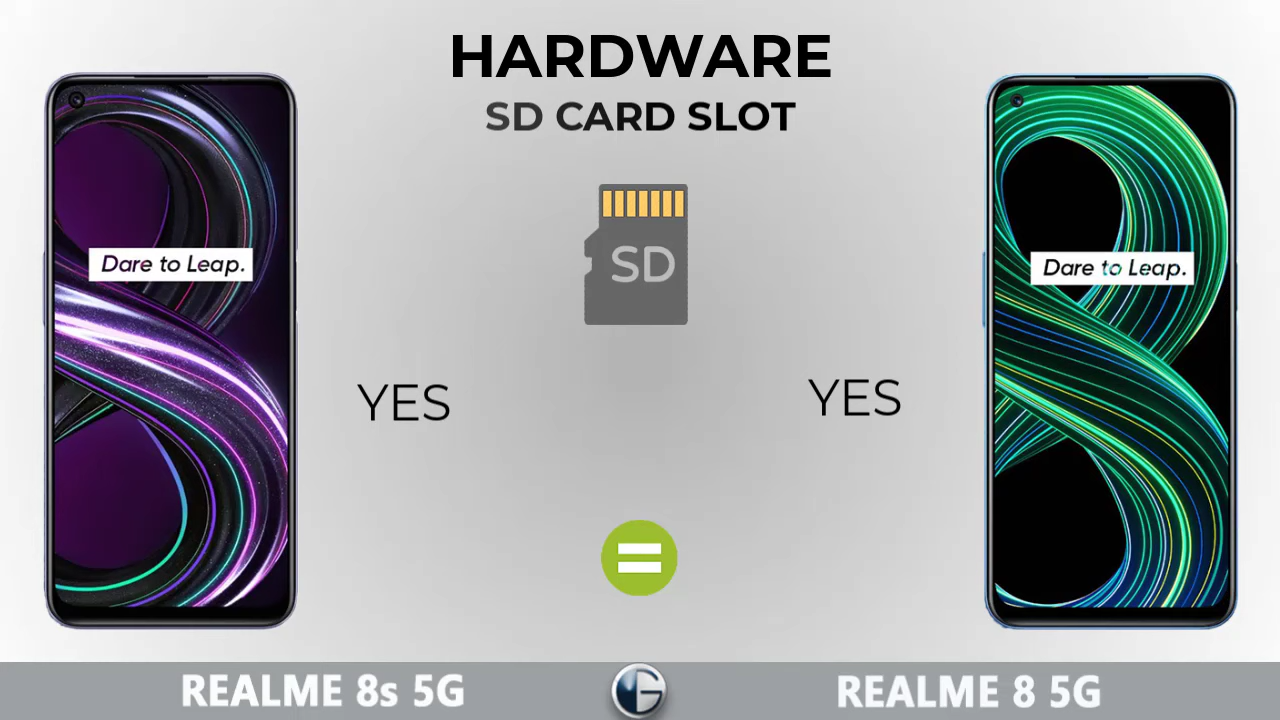 HARDWARE
SD CARD SLOT
SD
Dare to Leap.
Dare to Leap.
YES
YES
REALME 8s 5G
G
REALME 8 5G